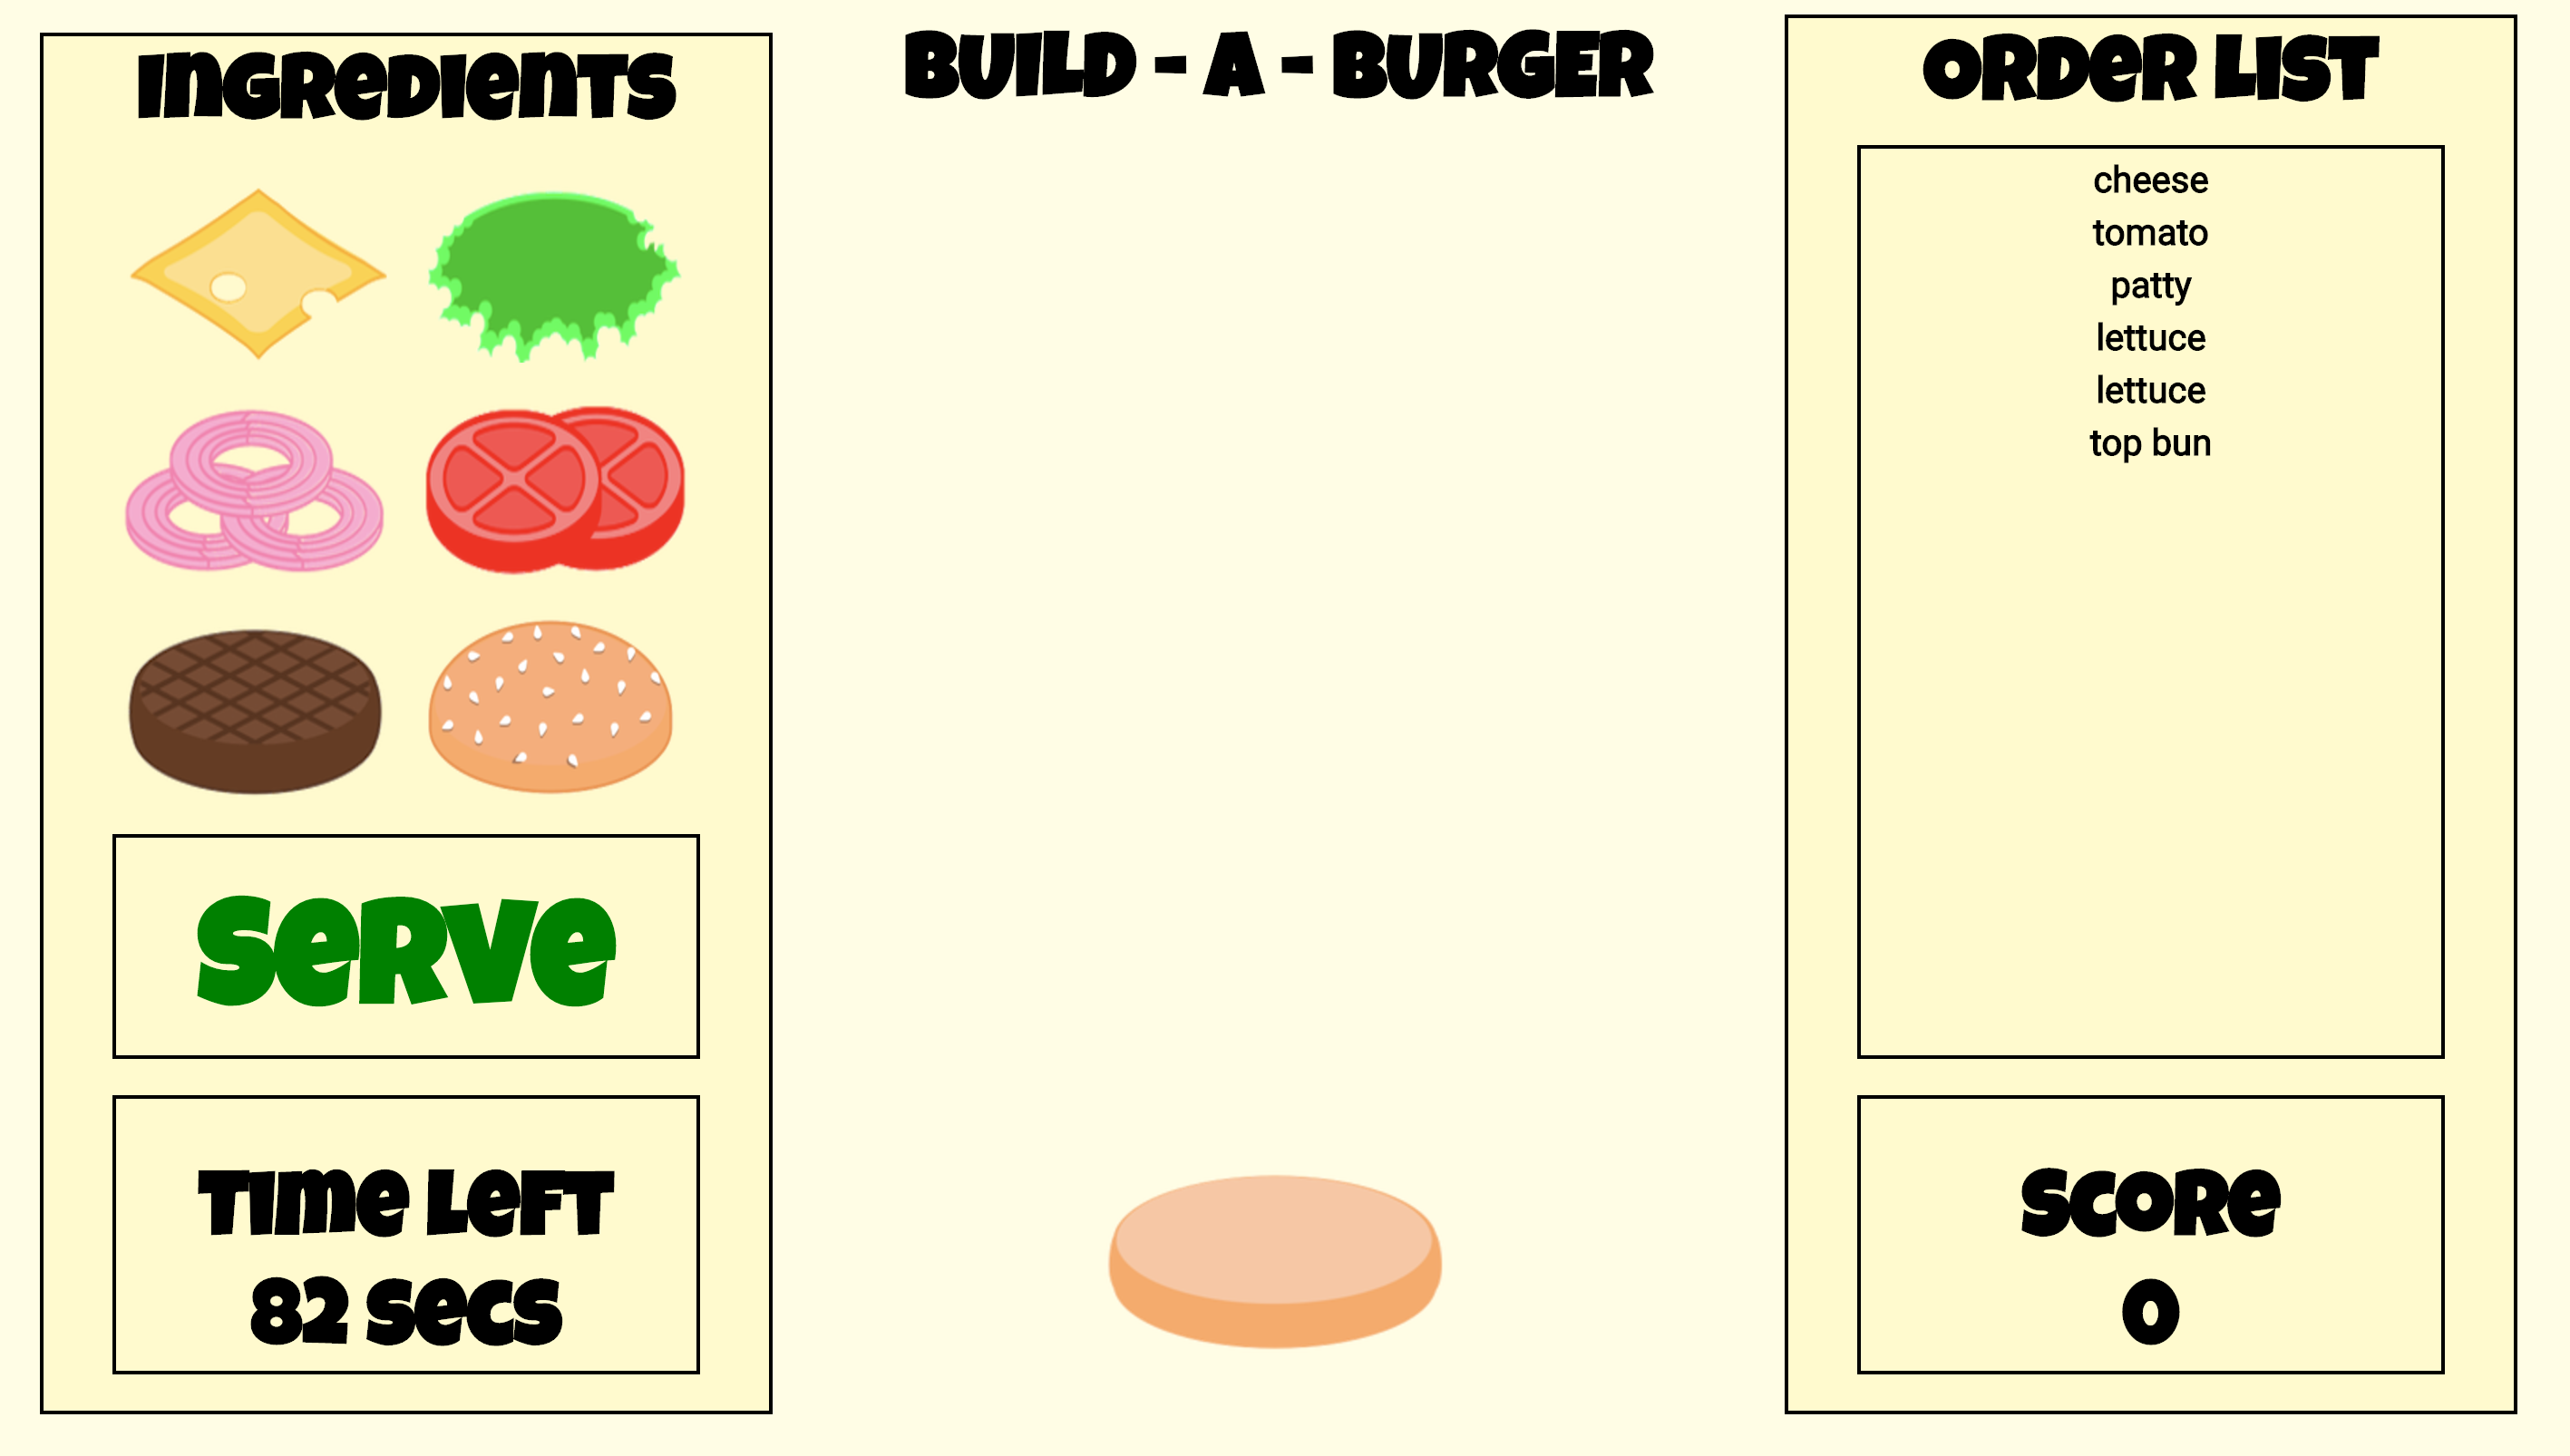 INGREDIENTS
SERVE
TIME LEFT
82 SECS
BUILD - A - BURGER
ORDER LIST
cheese
tomato
patty
lettuce
lettuce
top bun
SCORE
0